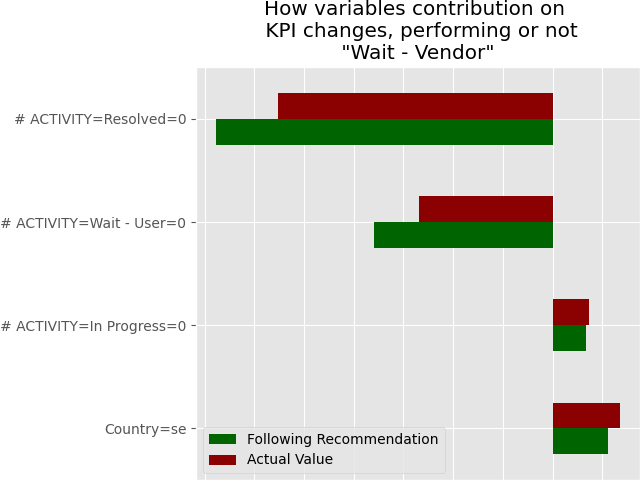 How variables contribution on
KPI changes, performing or not
"Wait - Vendor"
# ACTIVITY=Resolved=0
# ACTIVITY=Wait - User=0
# ACTIVITY=In Progress=0
Country=se
Following Recommendation
Actual Value